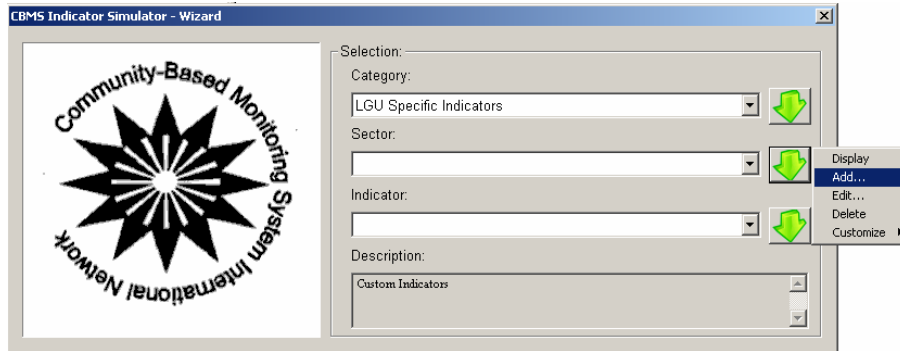 CBMS Indicator Simulator - Wizard
Community-Based Monitoring System International Network
Selection:
Category:
LGU Specific Indicators
Sector:
Indicator:
Description:
Custom Indicators
Display
Add...
Edit...
Delete
Customize